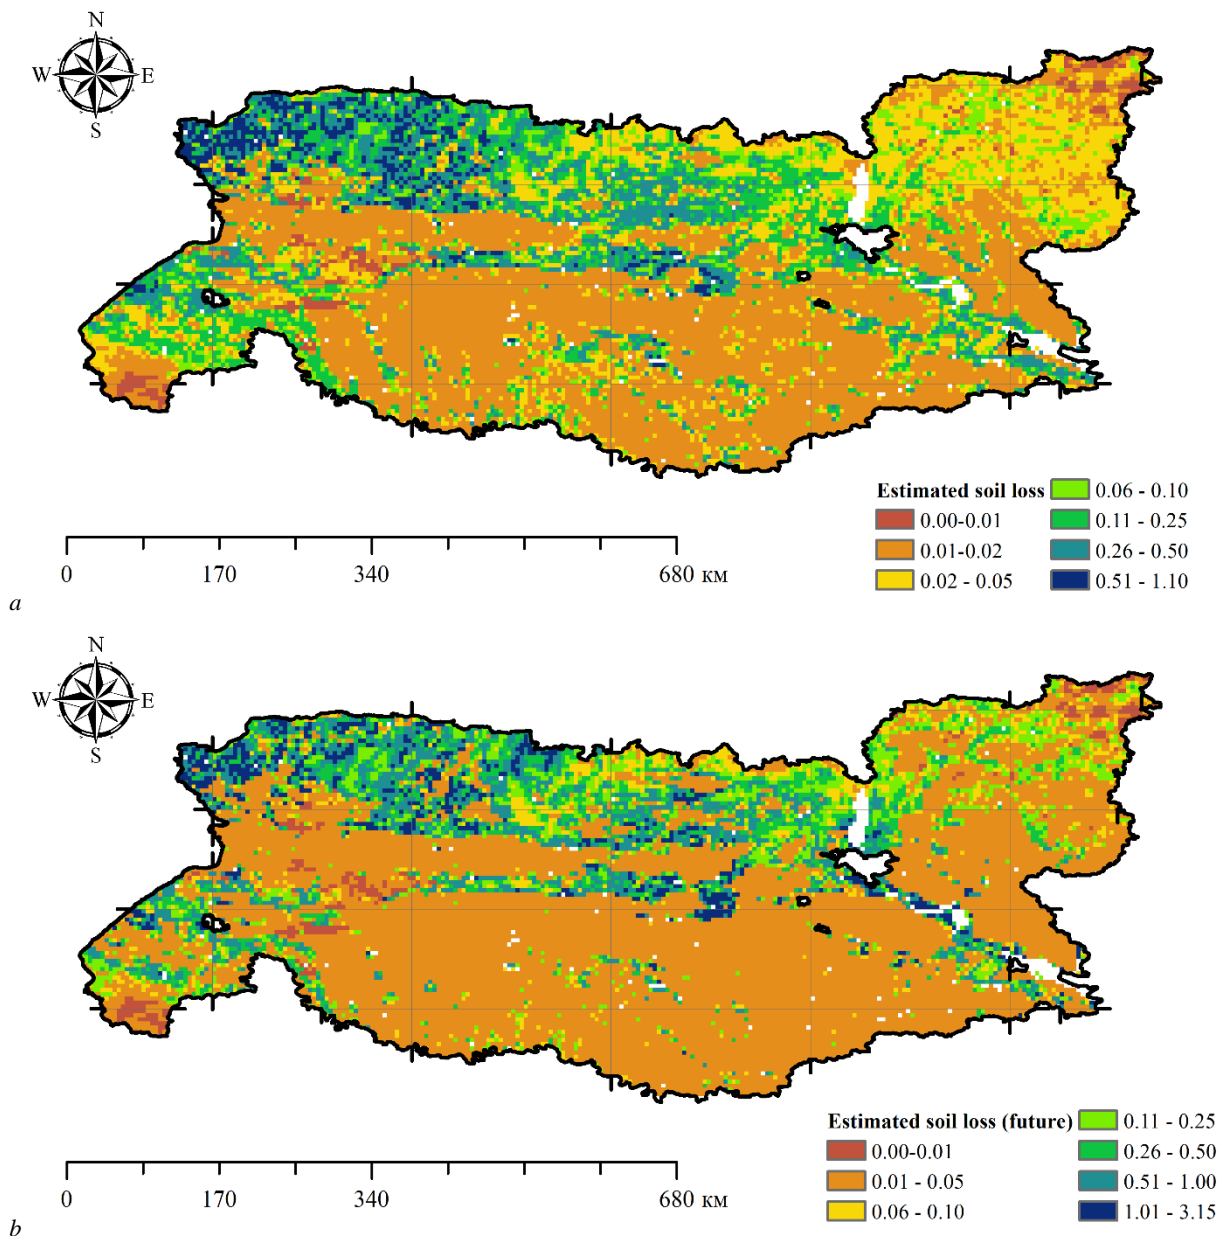 N
W E
S
Estimated soil loss
0.00-0.01
0.01-0.02
0.02 - 0.05
0.06 - 0.10
0.11 - 0.25
0.26 - 0.50
0.51 - 1.10
0 170 340 680 км
a
N
W E
S
Estimated soil loss (future)
0.00-0.01
0.01 - 0.05
0.06 - 0.10
0.11 - 0.25
0.26 - 0.50
0.51 - 1.00
1.01 - 3.15
0 170 340 680 км
b